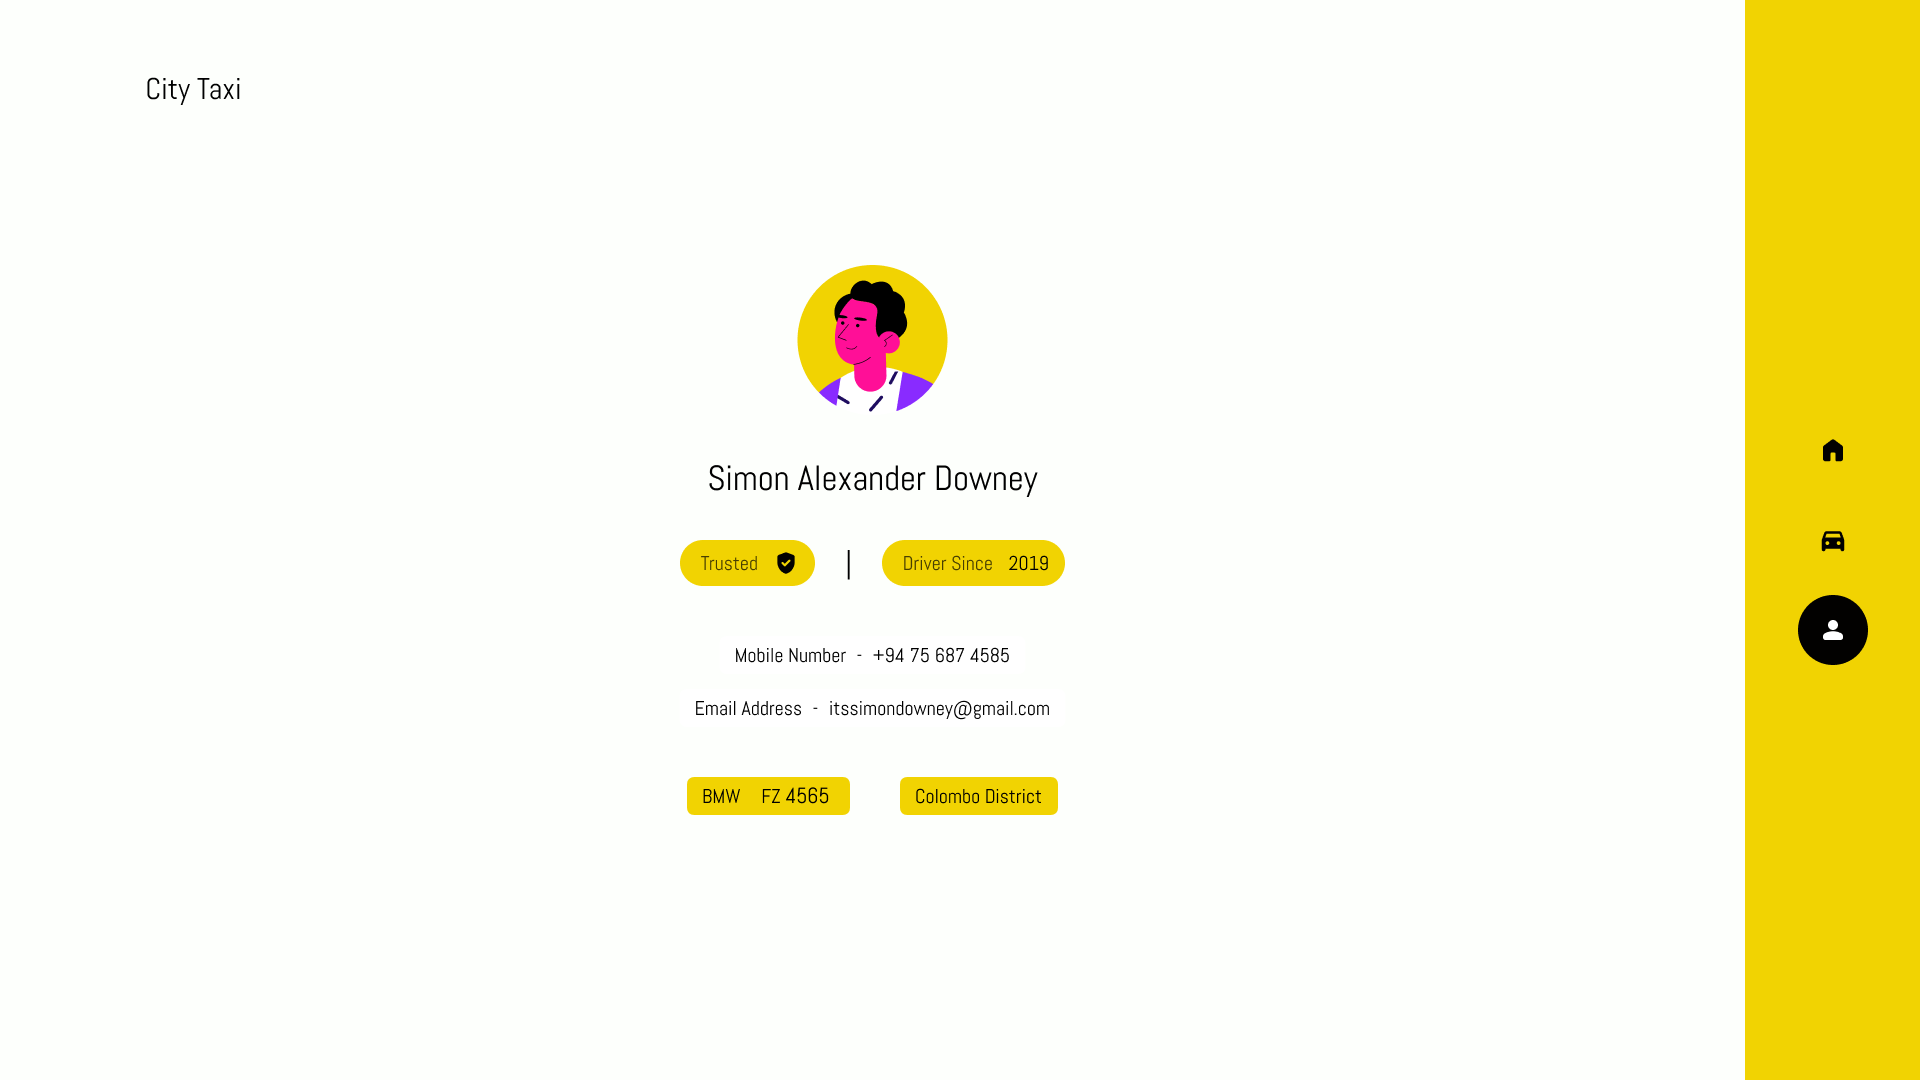 City Taxi
Simon Alexander Downey
Trusted | Driver Since 2019
Mobile Number - +94 75 687 4585
Email Address - itssimondowney@gmail.com
BMW FZ 4565 Colombo District